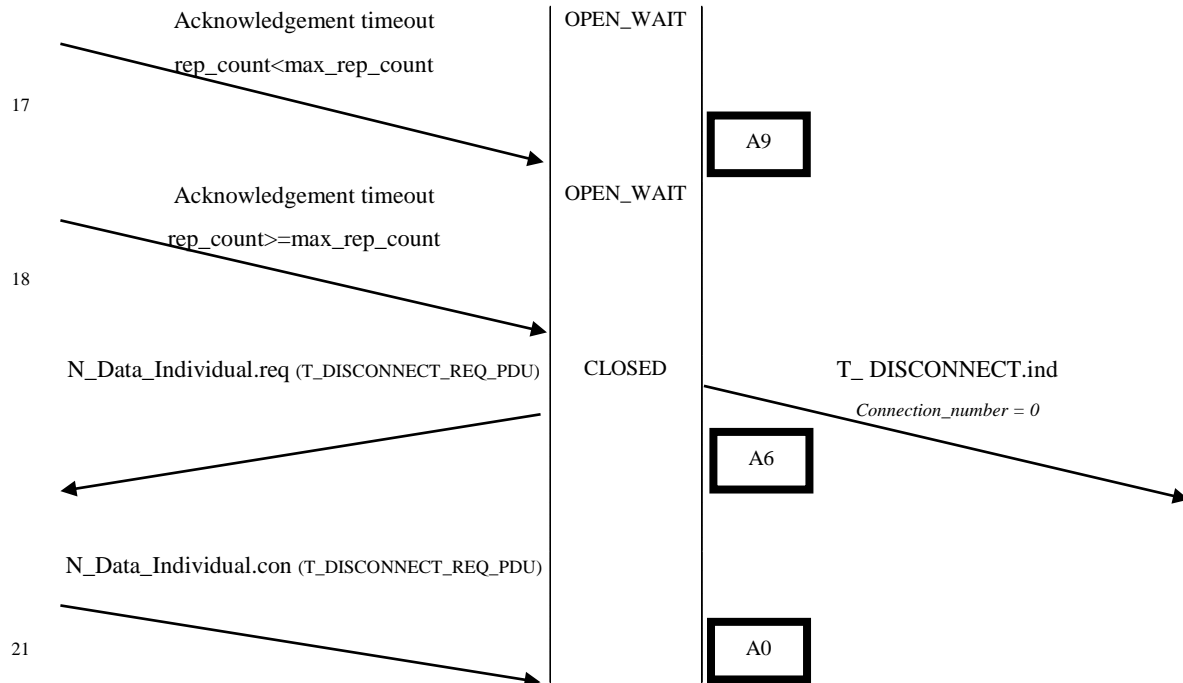 Acknowledgement timeout OPEN_WAIT
rep_count<max_rep_count
17
A9
Acknowledgement timeout OPEN_WAIT
rep_count>=max_rep_count
18
N_Data_Individual.req (T_DISCONNECT_REQ_PDU) CLOSED T_ DISCONNECT.ind
Connection_number = 0
A6
N_Data_Individual.con (T_DISCONNECT_REQ_PDU)
21 A0